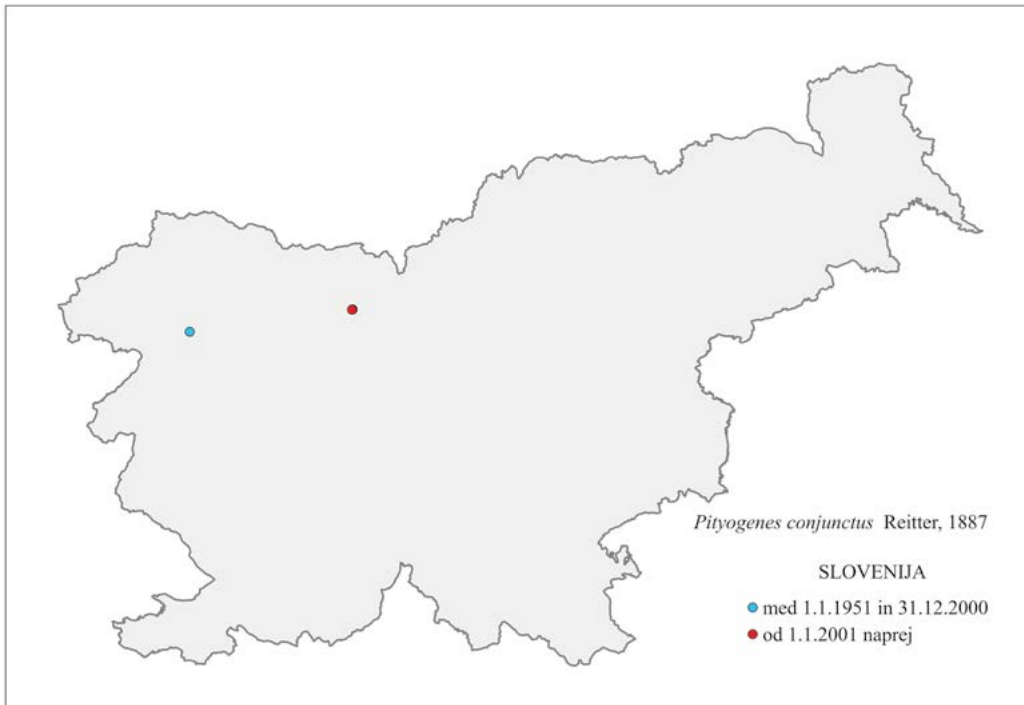 Pityogenes conjunctus Reitter, 1887
SLOVENIJA
med 1.1.1951 in 31.12.2000
od 1.1.2001 naprej